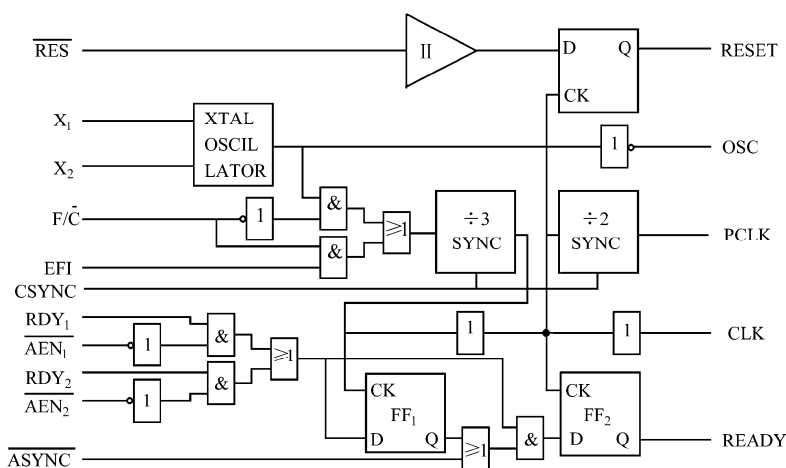 RES II D Q RESET
CK
X₁ XTAL
OSCIL 1 OSC
X₂ LATOR
F/C̄ 1 & ≥1 ÷3 SYNC ÷2 SYNC PCLK
&
EFI
CSYNC
RDY₁ & 1 1 CLK
AEN₁ 1 ≥1
RDY₂ & CK CK
AEN₂ 1 FF₁ & FF₂
D Q ≥1 D Q READY
ASYNC